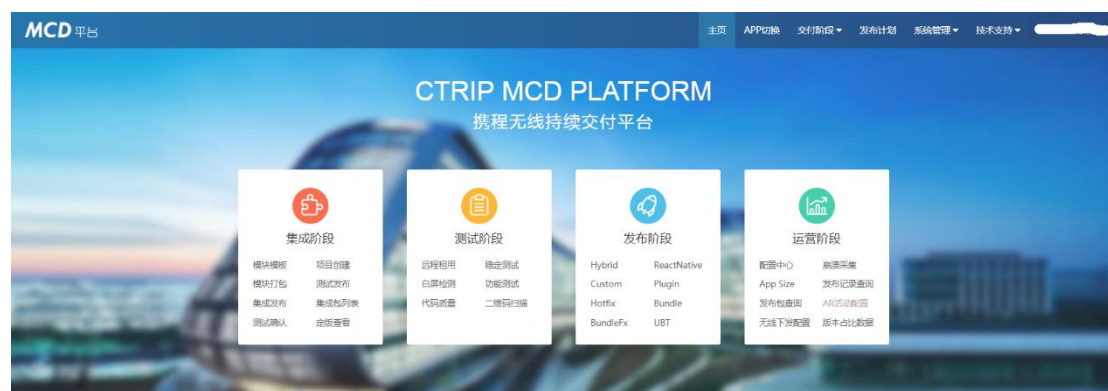 MCD 平台
主页 APP切换 交付阶段 发布计划 系统管理 技术支持
CTRIP MCD PLATFORM
携程无线持续交付平台
集成阶段
模块模板 项目创建
模块打包 测试发布
集成发布 集成包列表
测试确认 定版查看
测试阶段
远程租用 稳定测试
白屏检测 功能测试
代码质量 二维码扫描
发布阶段
Hybrid ReactNative
Custom Plugin
Hotfix Bundle
BundleFx UBT
运营阶段
配置中心 崩溃采集
App Size 发布记录查询
发布包查询 AR活动配置
无线下发配置 版本占比数据